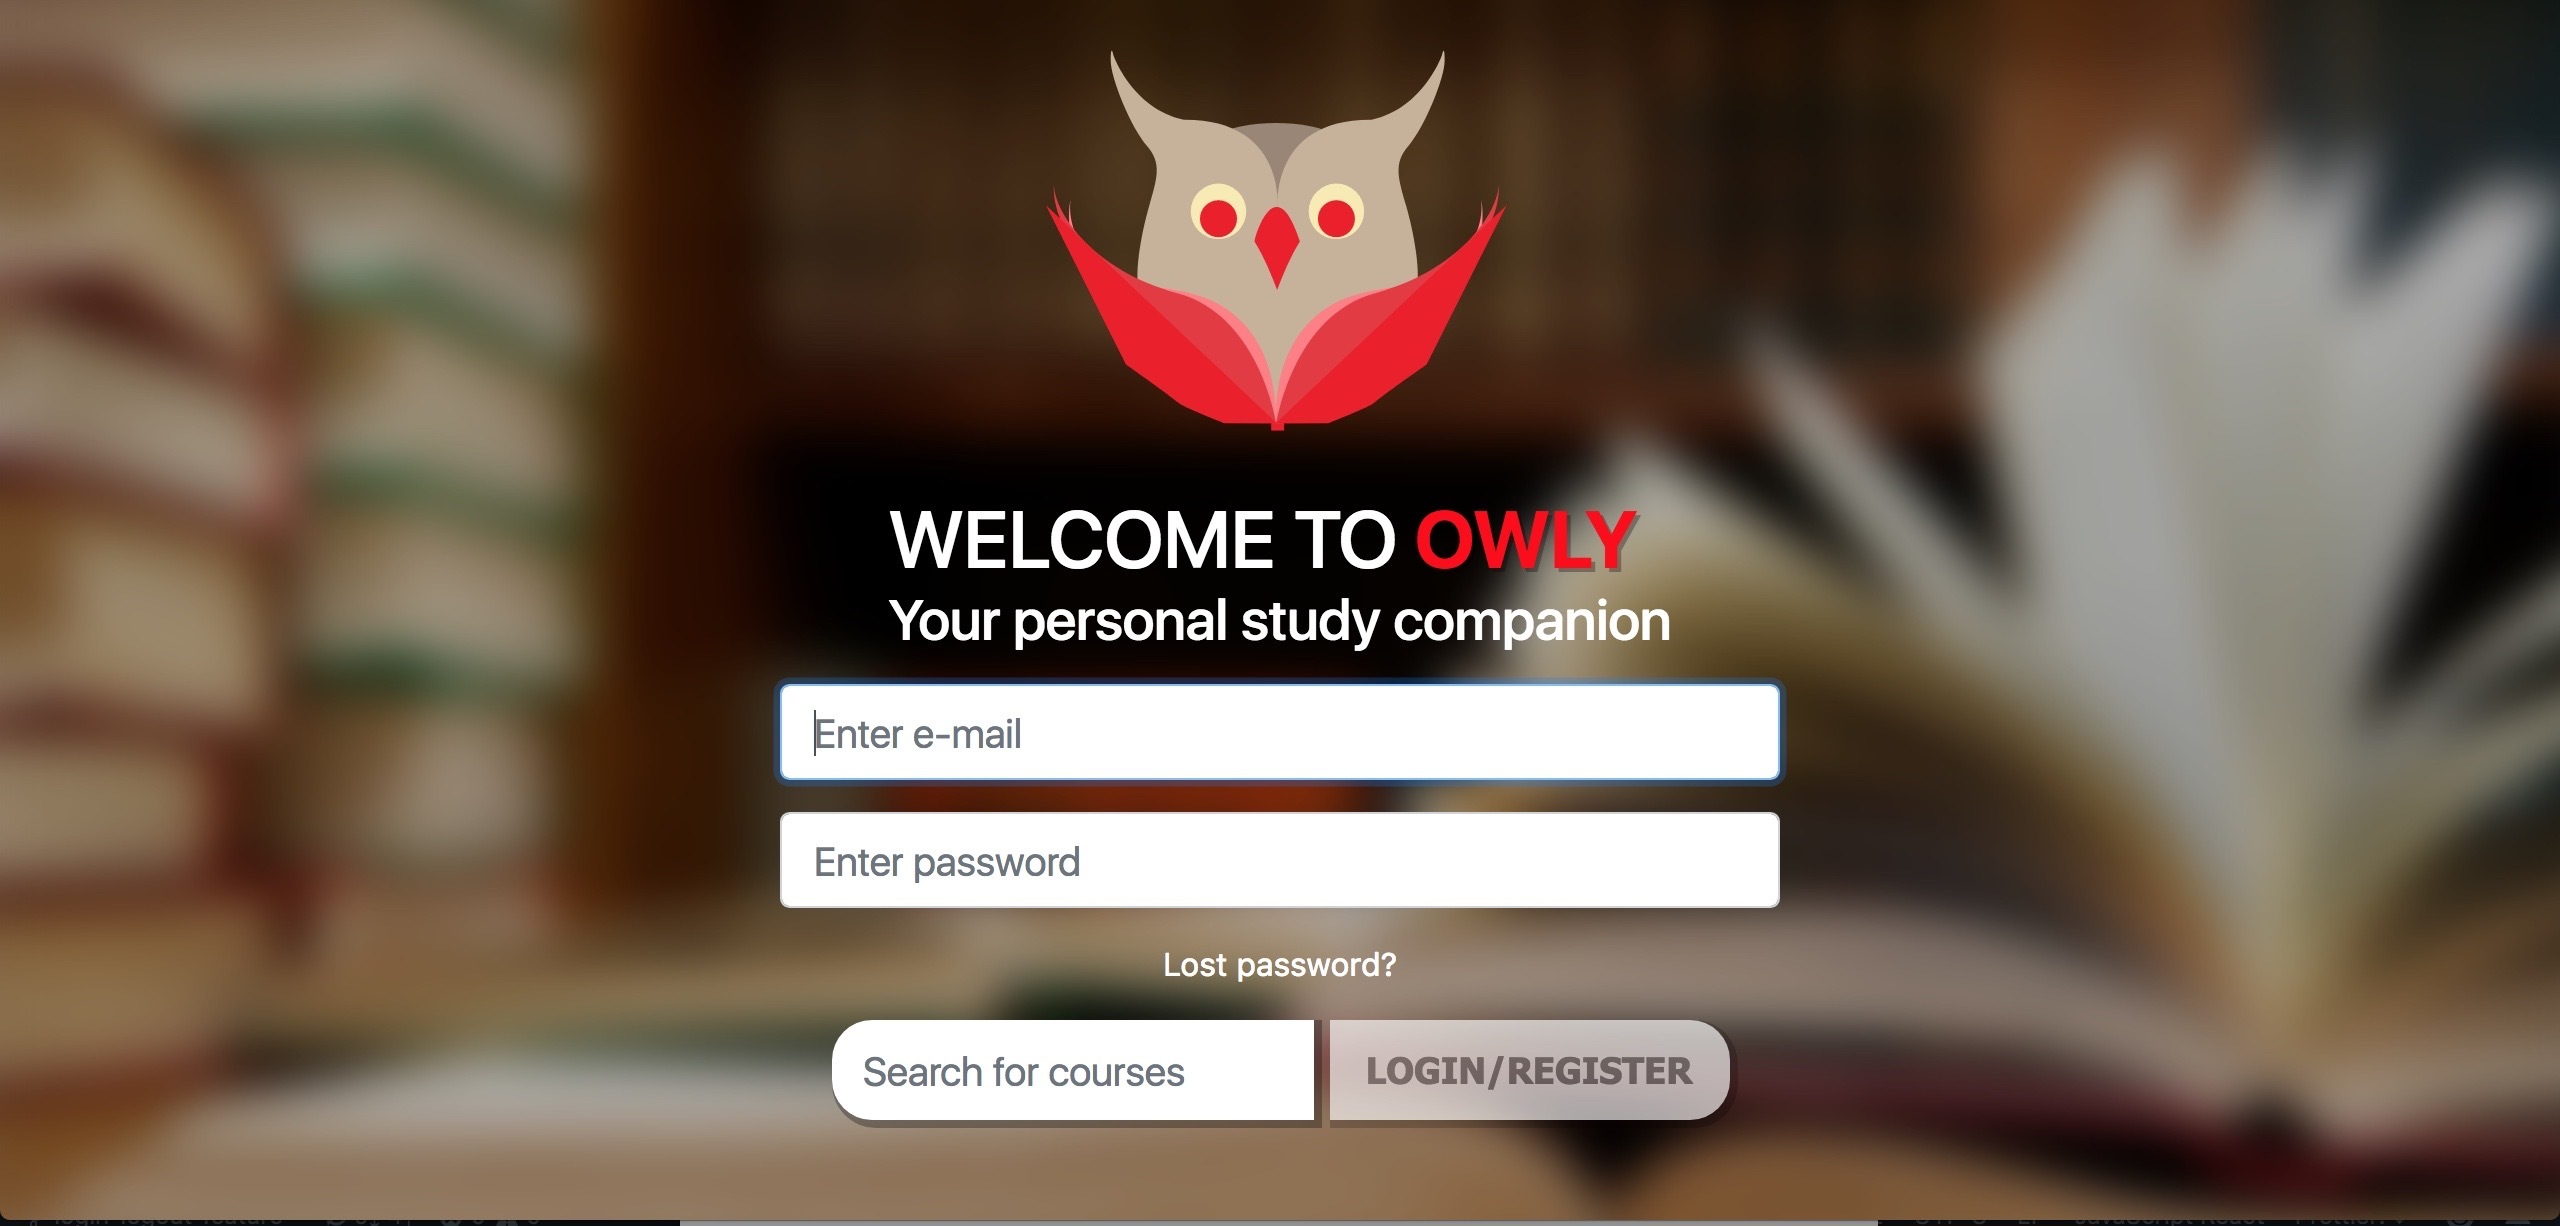 WELCOME TO OWLY
Your personal study companion
Enter e-mail
Enter password
Lost password?
Search for courses
LOGIN/REGISTER